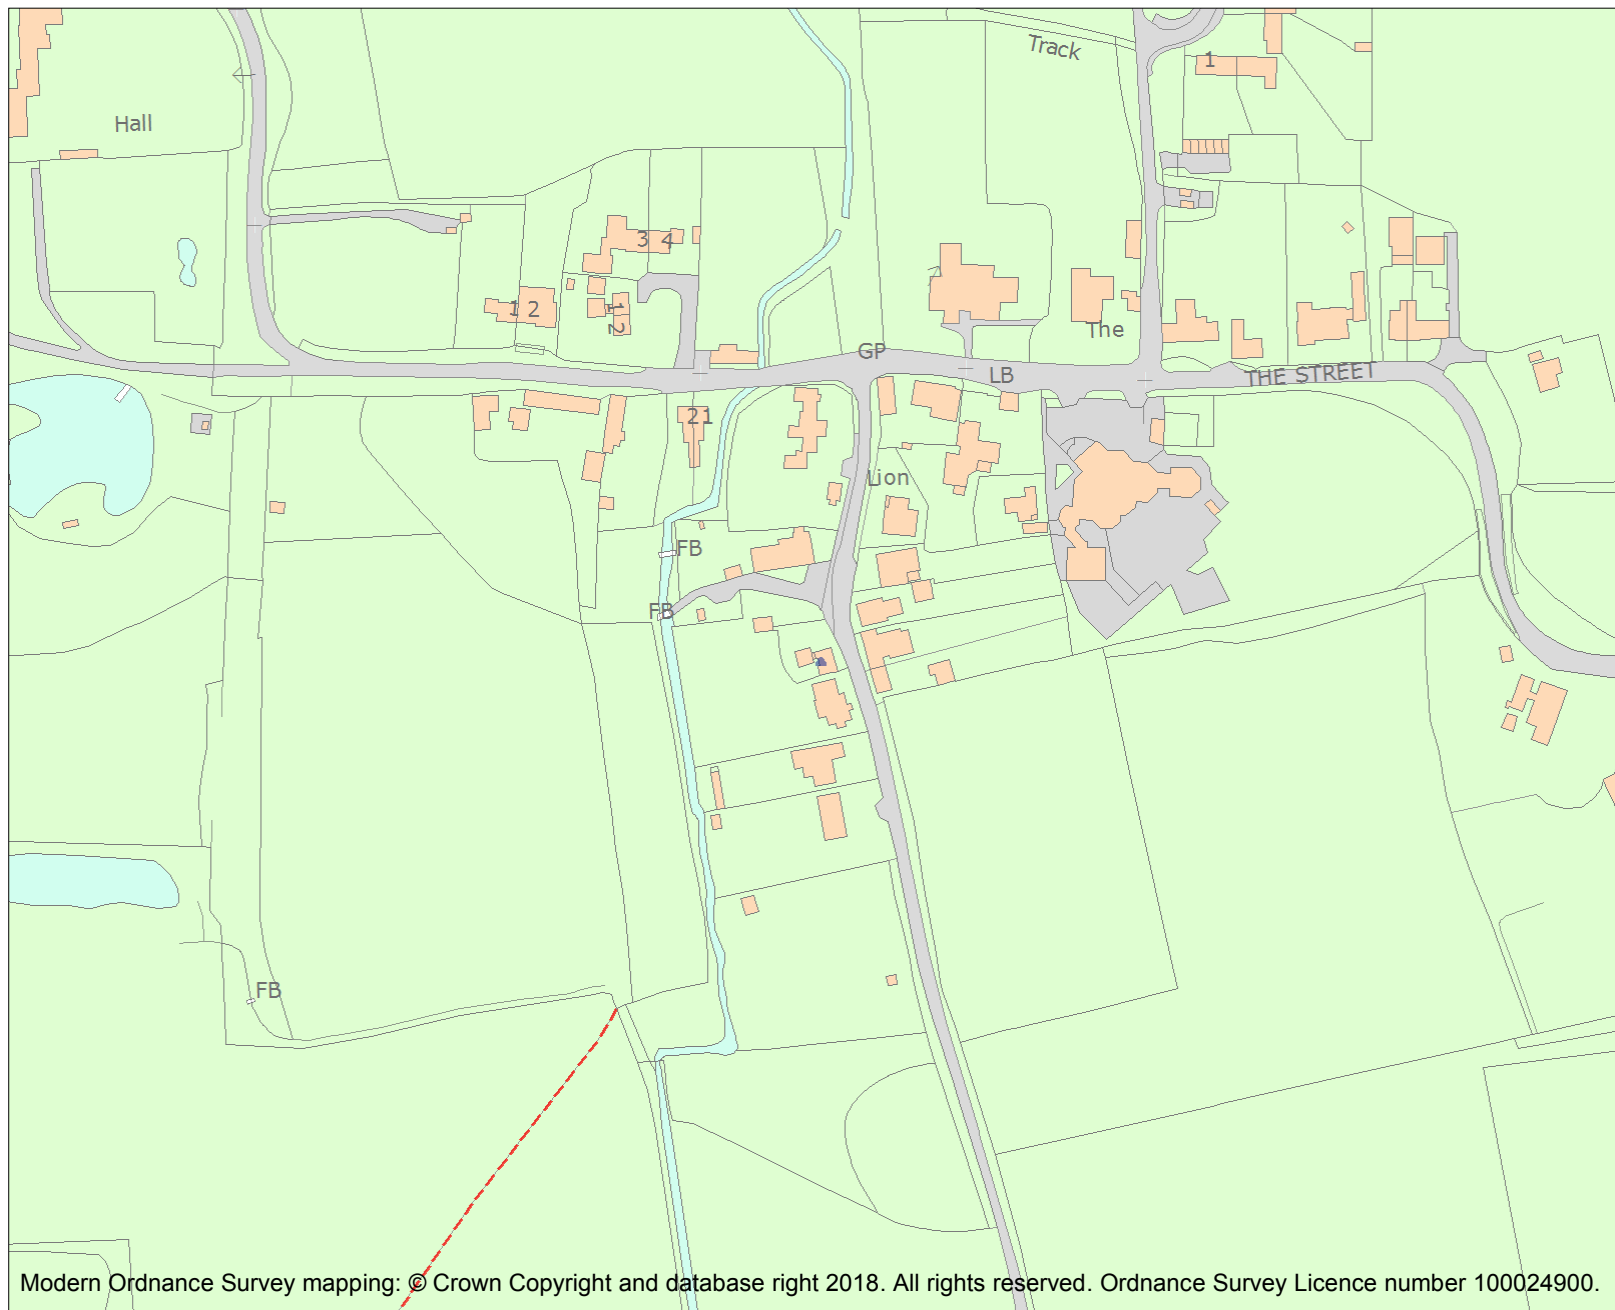 Track
1
Hall
3 4
1 2
1
2
The
GP
LB
THE STREET
21
Lion
FB
FB
FB
Modern Ordnance Survey mapping: © Crown Copyright and database right 2018. All rights reserved. Ordnance Survey Licence number 100024900.